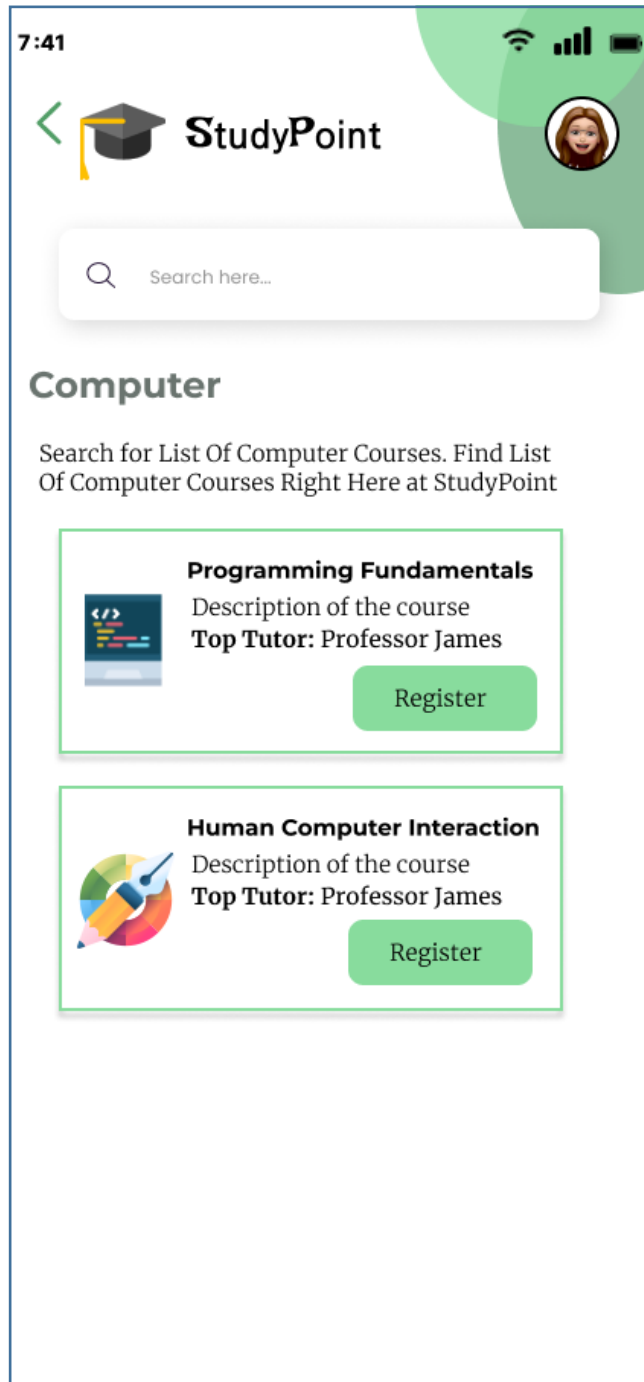 7:41
StudyPoint
Search here...
Computer
Search for List Of Computer Courses. Find List
Of Computer Courses Right Here at StudyPoint
Programming Fundamentals
Description of the course
Top Tutor: Professor James
Register
Human Computer Interaction
Description of the course
Top Tutor: Professor James
Register